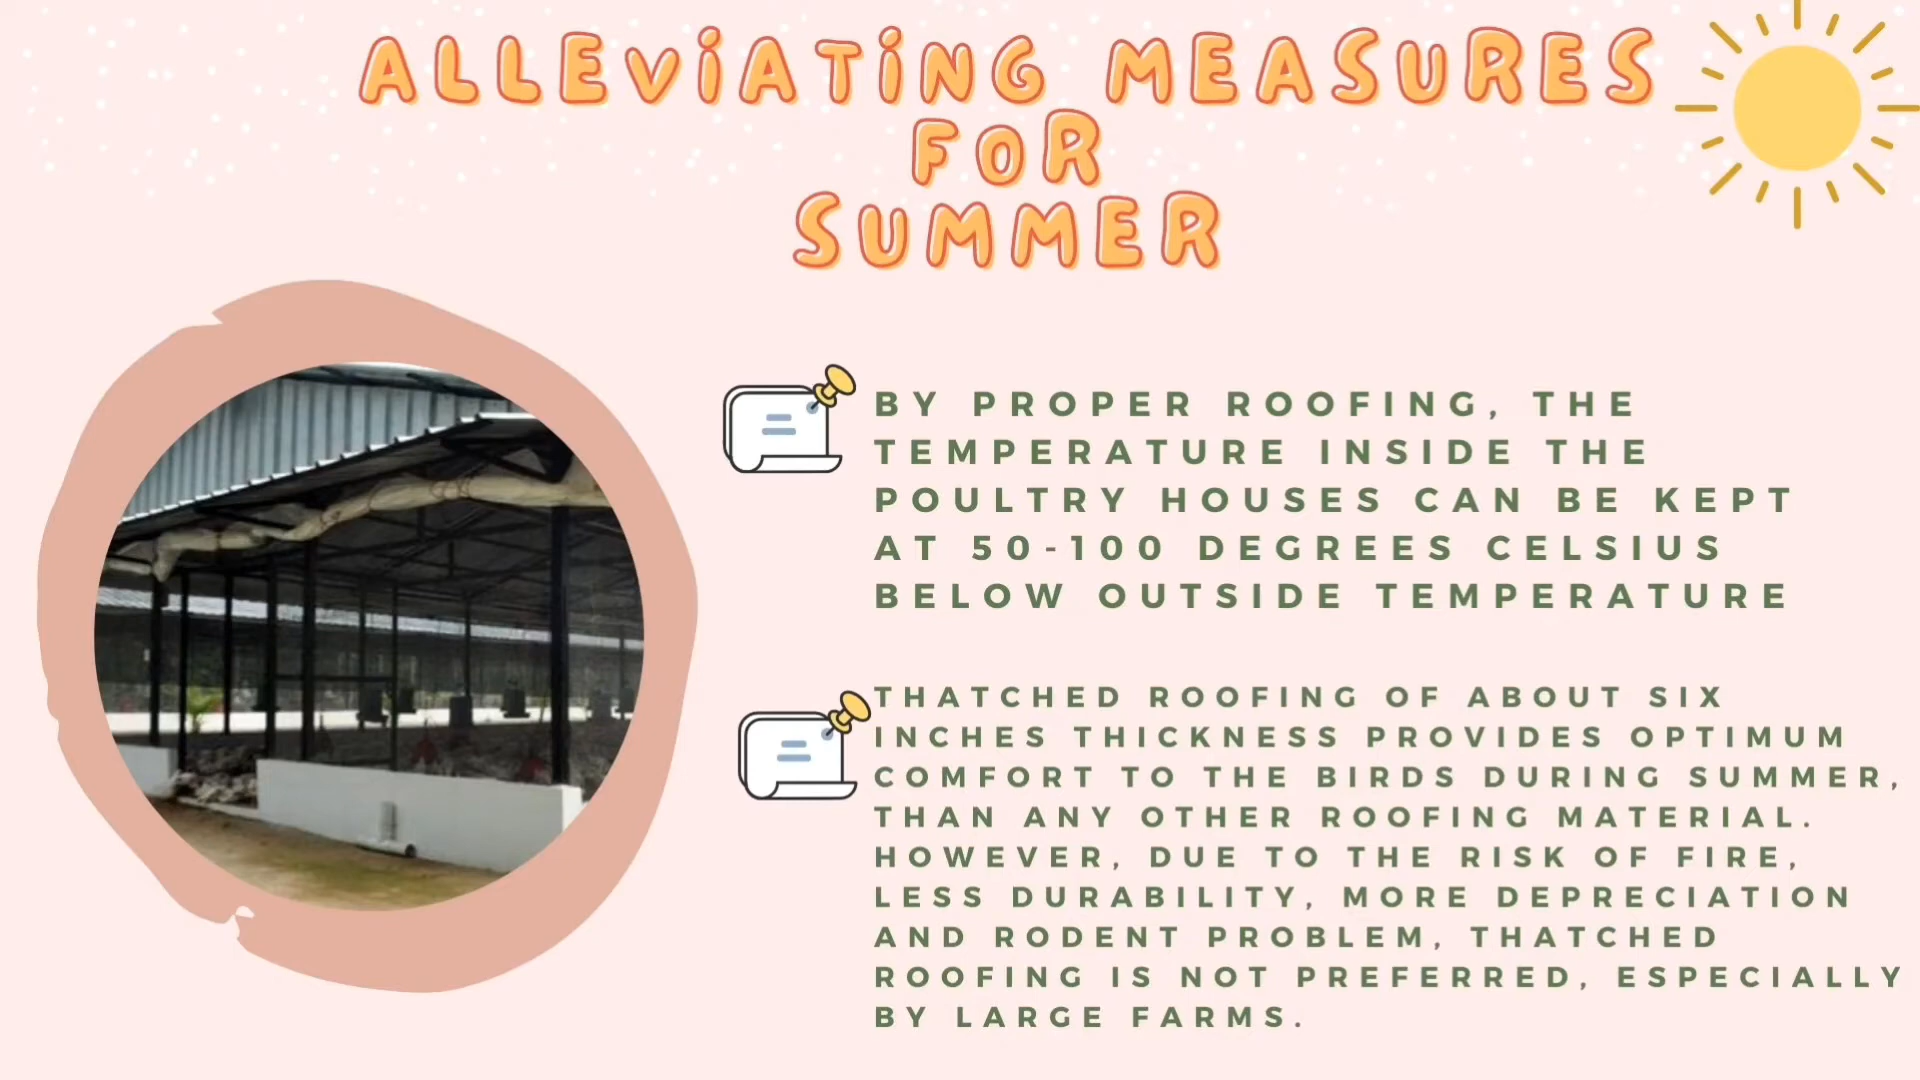 ALLEViATiNG MEASURES
FOR
SUMMER
BY PROPER ROOFING, THE
TEMPERATURE INSIDE THE
POULTRY HOUSES CAN BE KEPT
AT 50-100 DEGREES CELSIUS
BELOW OUTSIDE TEMPERATURE
THATCHED ROOFING OF ABOUT SIX
INCHES THICKNESS PROVIDES OPTIMUM
COMFORT TO THE BIRDS DURING SUMMER,
THAN ANY OTHER ROOFING MATERIAL.
HOWEVER, DUE TO THE RISK OF FIRE,
LESS DURABILITY, MORE DEPRECIATION
AND RODENT PROBLEM, THATCHED
ROOFING IS NOT PREFERRED, ESPECIALLY
BY LARGE FARMS.